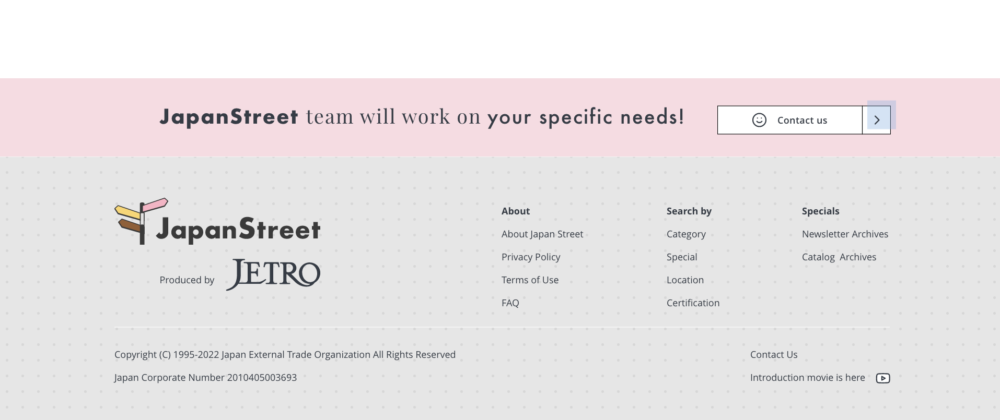 JapanStreet team will work on your specific needs!
Contact us
JapanStreet
Produced by JETRO
About
About Japan Street
Privacy Policy
Terms of Use
FAQ
Search by
Category
Special
Location
Certification
Specials
Newsletter Archives
Catalog Archives
Copyright (C) 1995-2022 Japan External Trade Organization All Rights Reserved
Japan Corporate Number 2010405003693
Contact Us
Introduction movie is here